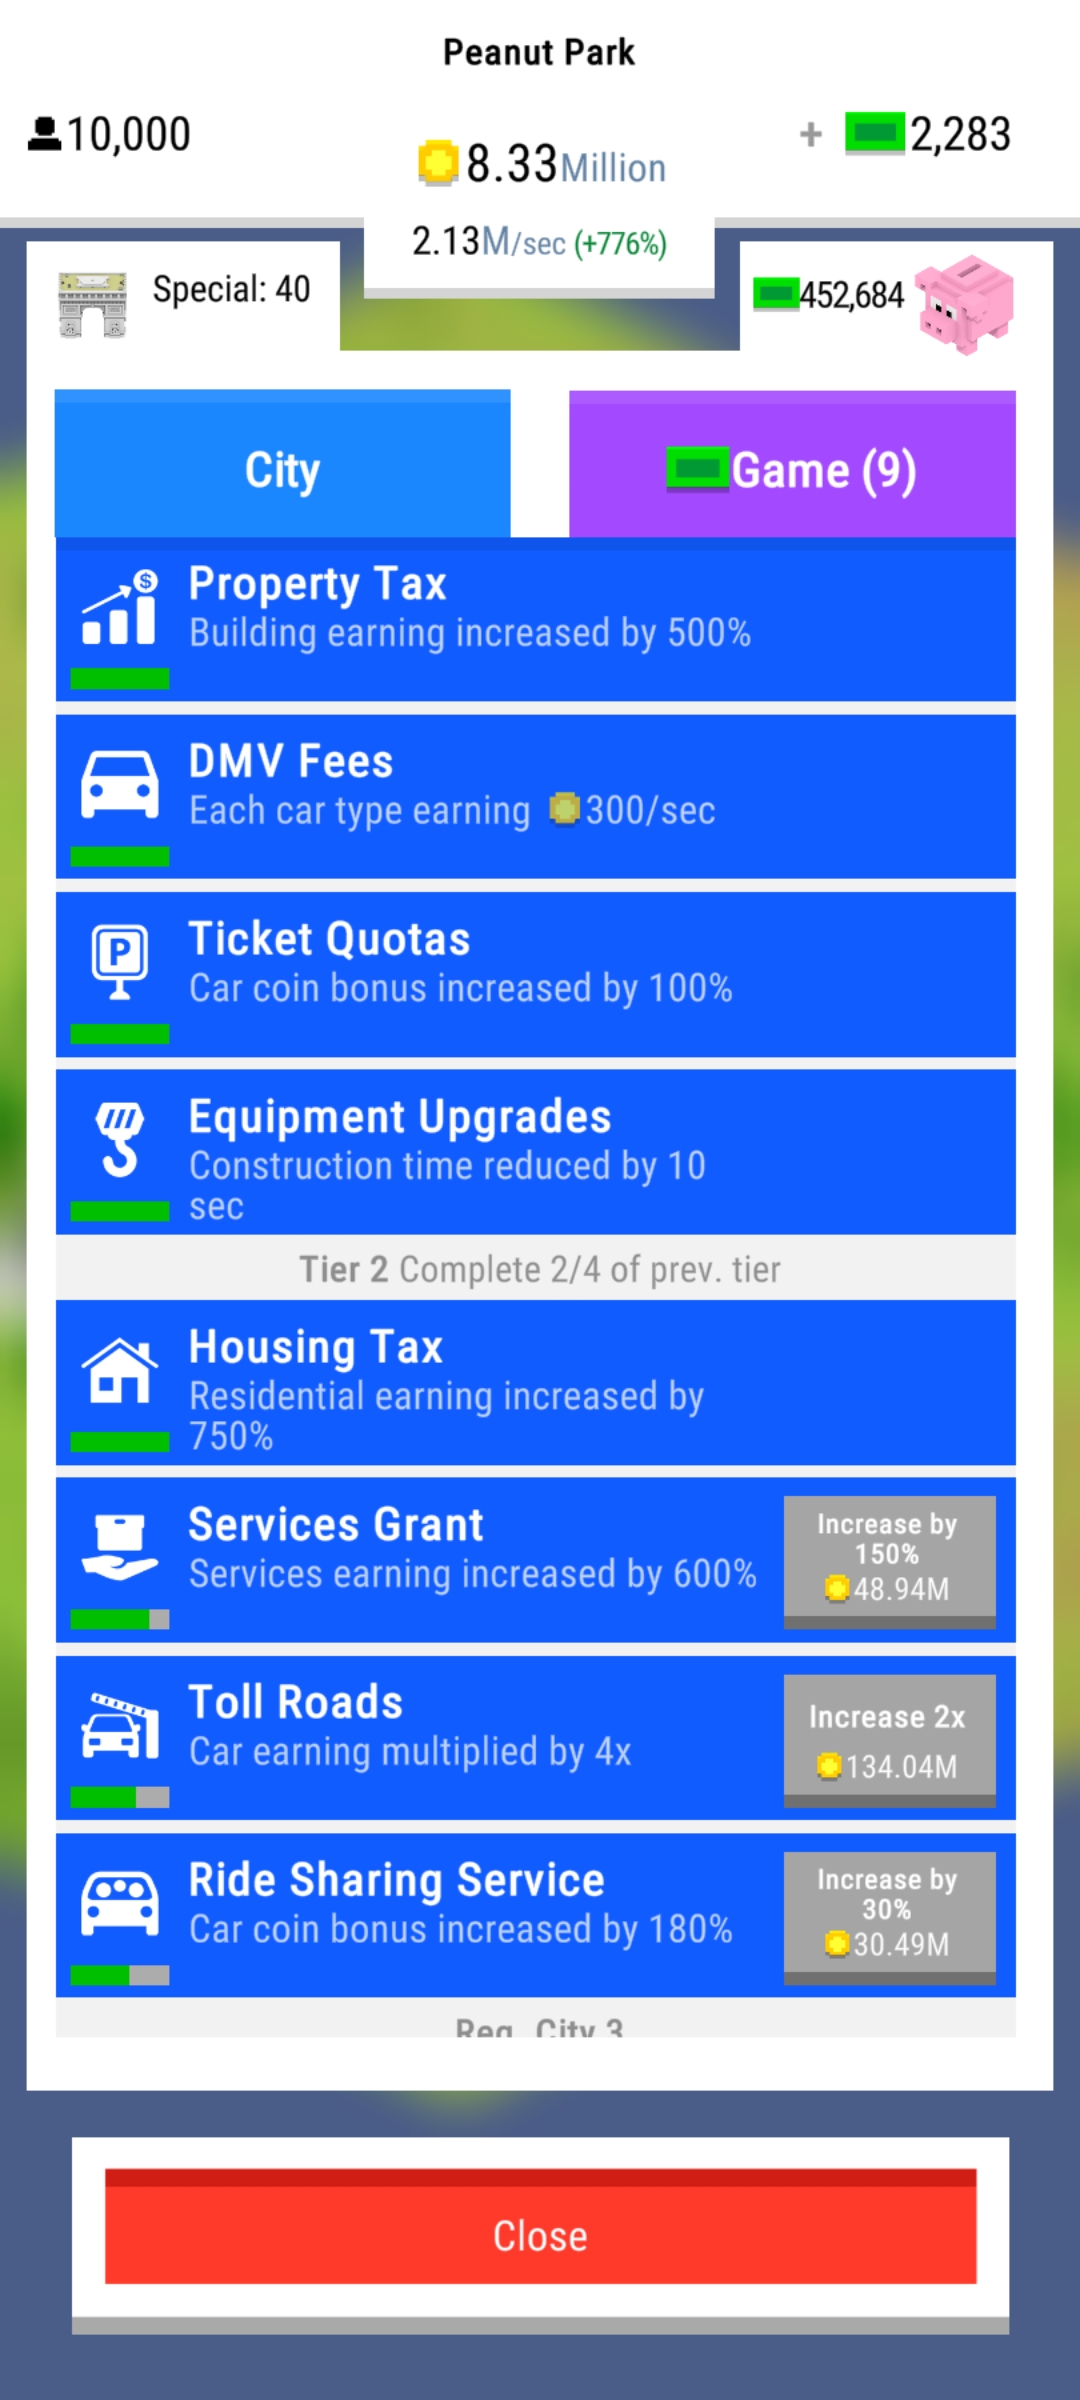 Peanut Park
10,000
8.33Million
+ 2,283
2.13M/sec (+776%)
Special: 40
452,684
City
Game (9)
Property Tax
Building earning increased by 500%
DMV Fees
Each car type earning 300/sec
P
Ticket Quotas
Car coin bonus increased by 100%
Equipment Upgrades
Construction time reduced by 10
sec
Tier 2 Complete 2/4 of prev. tier
Housing Tax
Residential earning increased by
750%
Services Grant
Services earning increased by 600%
Increase by
150%
48.94M
Toll Roads
Car earning multiplied by 4x
Increase 2x
134.04M
Ride Sharing Service
Car coin bonus increased by 180%
Increase by
30%
30.49M
Req. City 3
Close